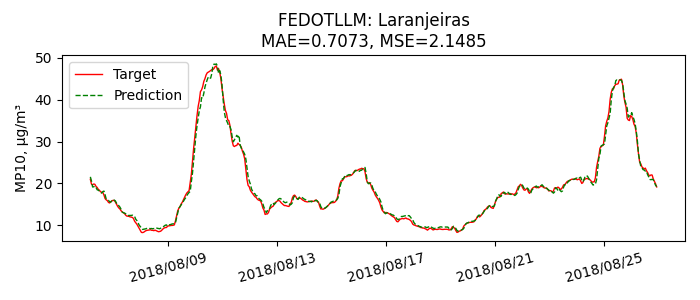 FEDOTLLM: Laranjeiras
MAE=0.7073, MSE=2.1485
Target
Prediction
MP10, µg/m³
50
40
30
20
10
2018/08/09
2018/08/13
2018/08/17
2018/08/21
2018/08/25